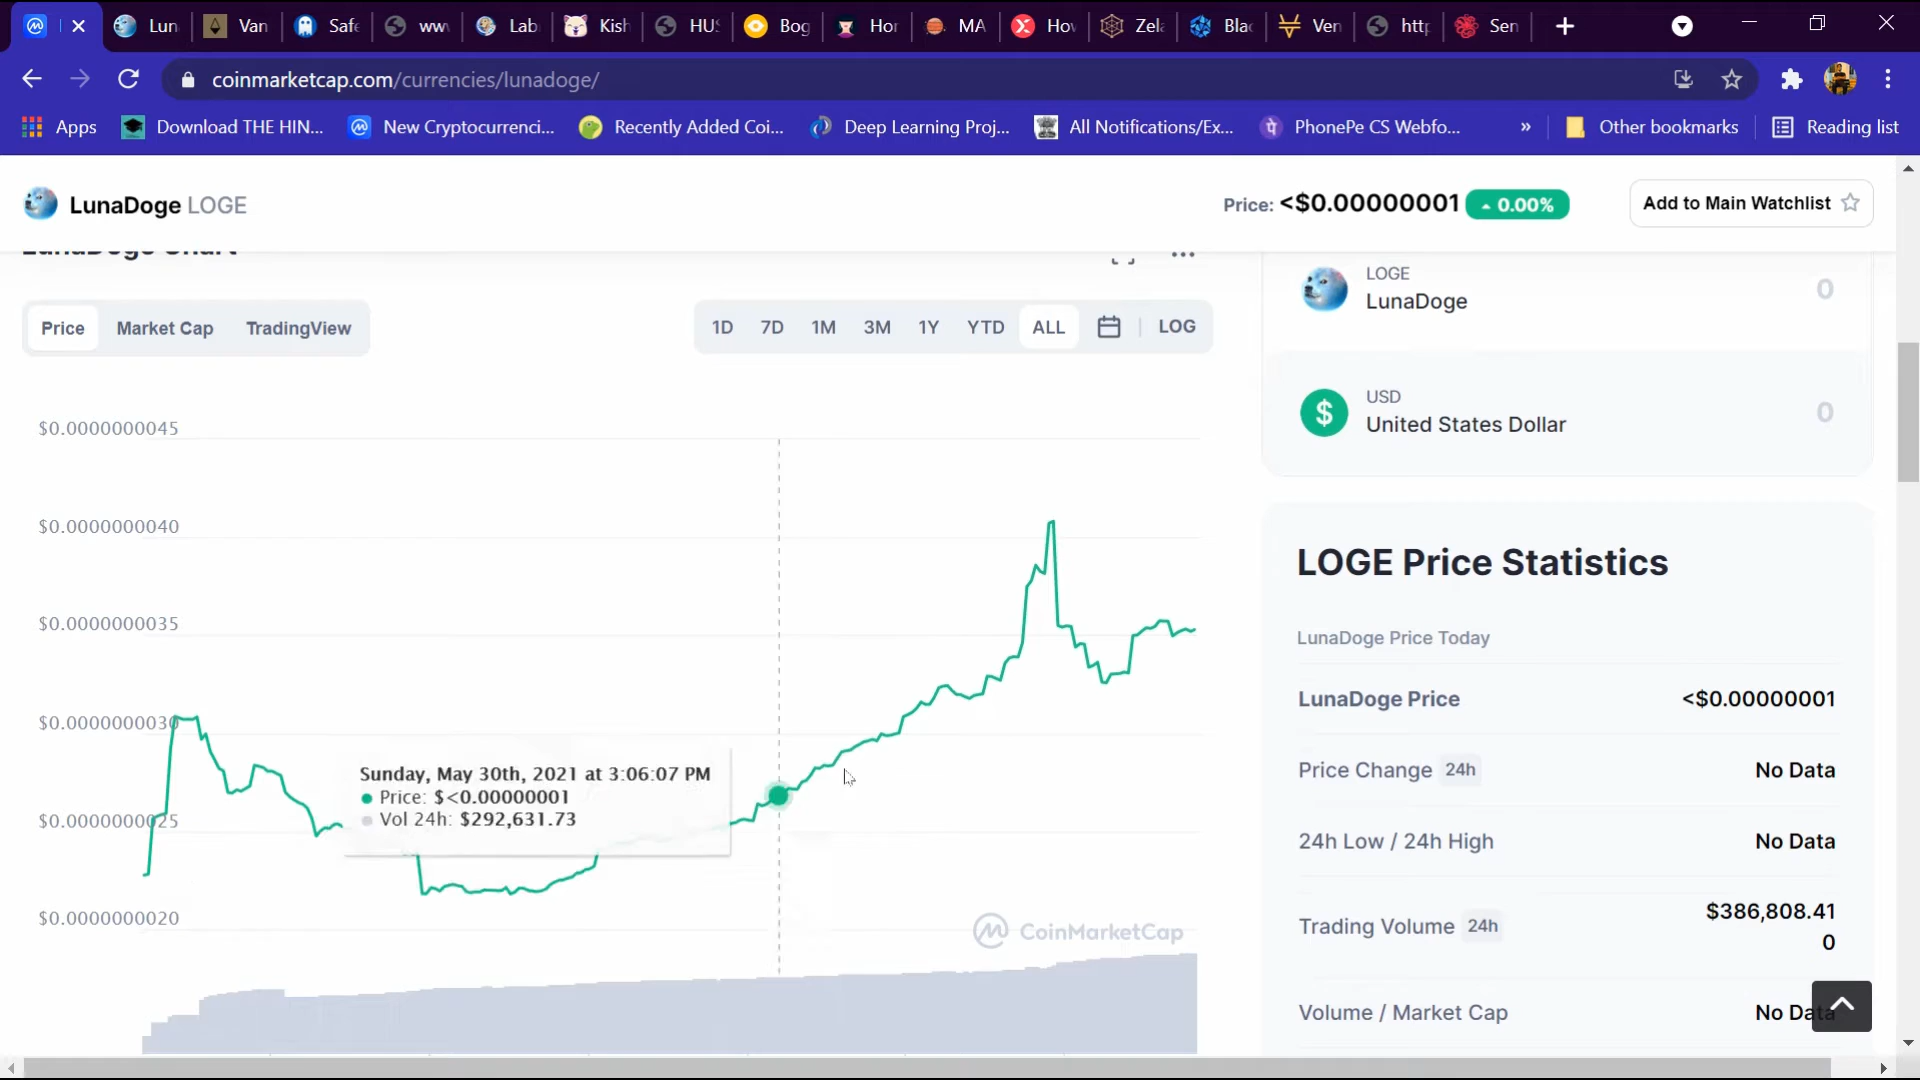 Lun
Van
Safe
ww
Lab
Kish
HUS
Bog
Hor
MA
Hov
Zela
Blac
Ven
http
Sen
coinmarketcap.com/currencies/lunadoge/
Apps
Download THE HIN...
New Cryptocurrenci...
Recently Added Coi...
Deep Learning Proj...
All Notifications/Ex...
PhonePe CS Webfo...
»
Other bookmarks
Reading list
LunaDoge LOGE
Price: <$0.00000001 0.00%
Add to Main Watchlist
LunaDoge Chart
Price
Market Cap
TradingView
1D 7D 1M 3M 1Y YTD ALL LOG
$0.0000000045
$0.0000000040
$0.0000000035
$0.0000000030
$0.0000000025
$0.0000000020
Sunday, May 30th, 2021 at 3:06:07 PM
Price: $<0.00000001
Vol 24h: $292,631.73
CoinMarketCap
LOGE
LunaDoge
0
USD
United States Dollar
0
LOGE Price Statistics
LunaDoge Price Today
LunaDoge Price <$0.00000001
Price Change 24h No Data
24h Low / 24h High No Data
Trading Volume 24h $386,808.41
0
Volume / Market Cap No Data